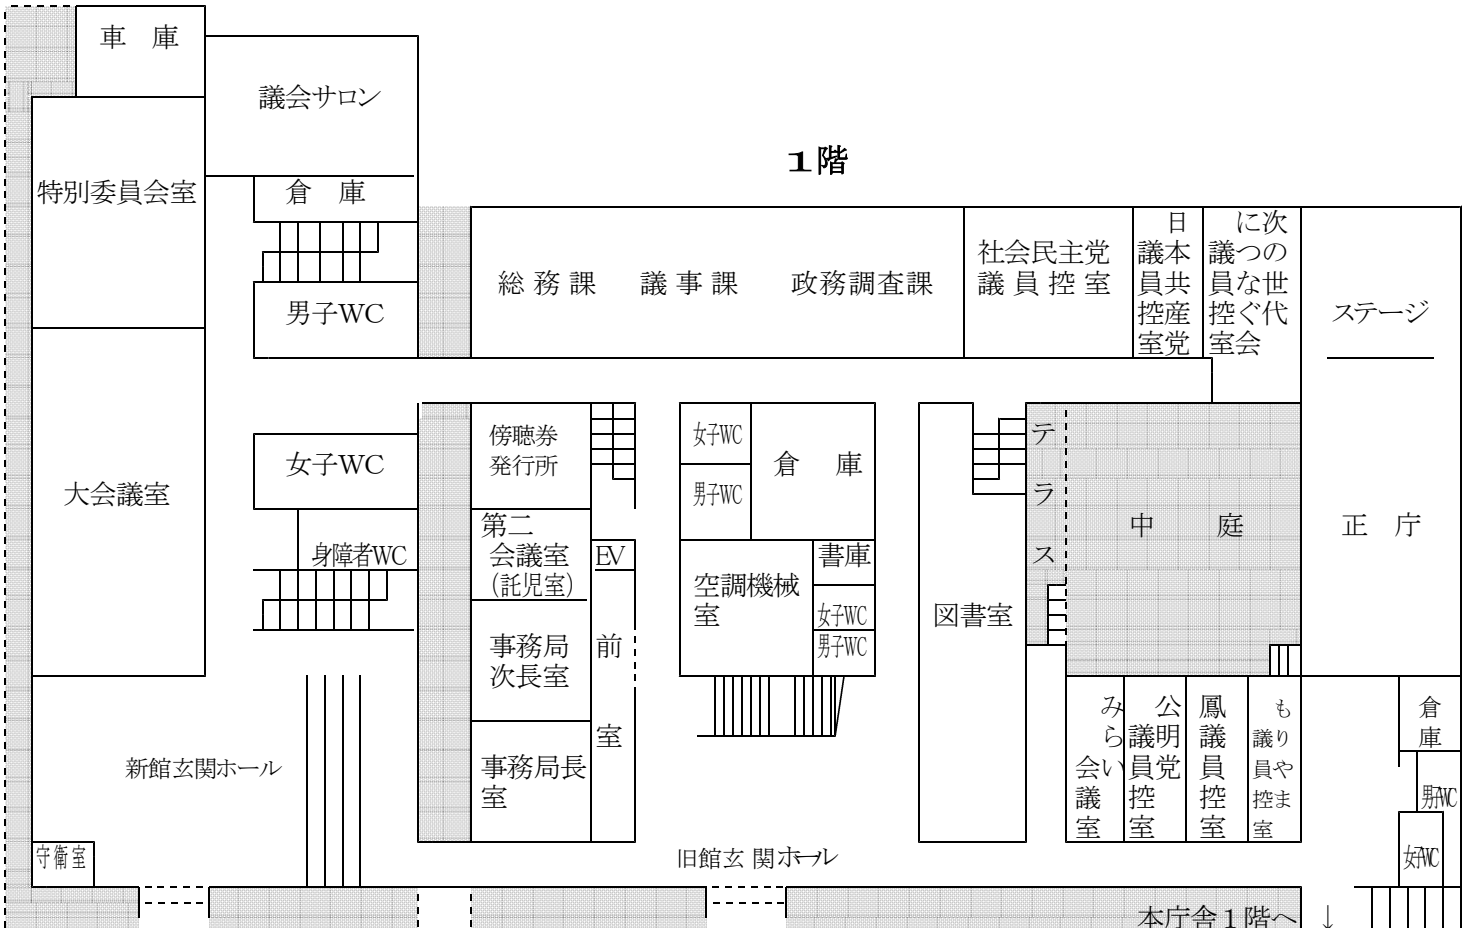 車　庫
議会サロン
1階
特別委員会室
倉　庫
男子WC
総務課　議事課　政務調査課
社会民主党
議員控室
日本共産党
議員控室
次の世代
につなぐ会
議員控室
ステージ
大会議室
女子WC
身障者WC
傍聴券
発行所
第二
会議室
(託児室)
EV
事務局
次長室
前室
事務局長
室
女子WC
男子WC
倉　庫
空調機械
室
書庫
女子WC
男子WC
図書室
テラス
中　庭
正　庁
みらい
会議室
公明党
議員控室
鳳議員控室
もりやま
議員控室
倉
庫
男子WC
女子WC
新館玄関ホール
守衛室
旧館玄関ホール
本庁舎1階へ ↓